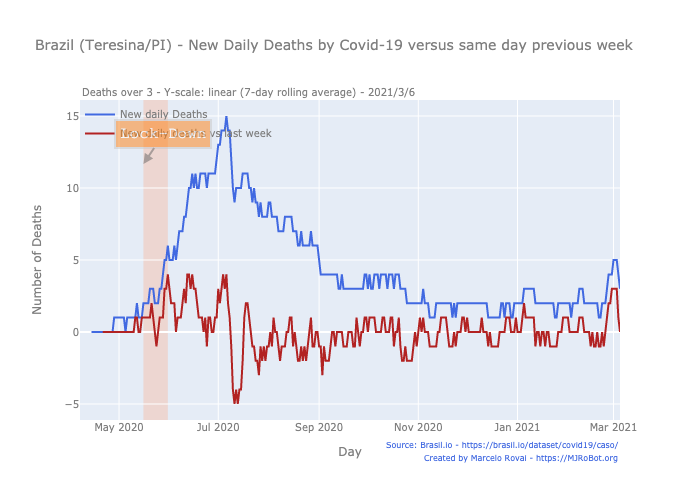 Brazil (Teresina/PI) - New Daily Deaths by Covid-19 versus same day previous week
Deaths over 3 - Y-scale: linear (7-day rolling average) - 2021/3/6
New daily Deaths
New daily Deaths vs last week
Lock Down
15
10
5
0
−5
Number of Deaths
May 2020
Jul 2020
Sep 2020
Nov 2020
Jan 2021
Mar 2021
Day
Source: Brasil.io - https://brasil.io/dataset/covid19/caso/
Created by Marcelo Rovai - https://MJRoBot.org